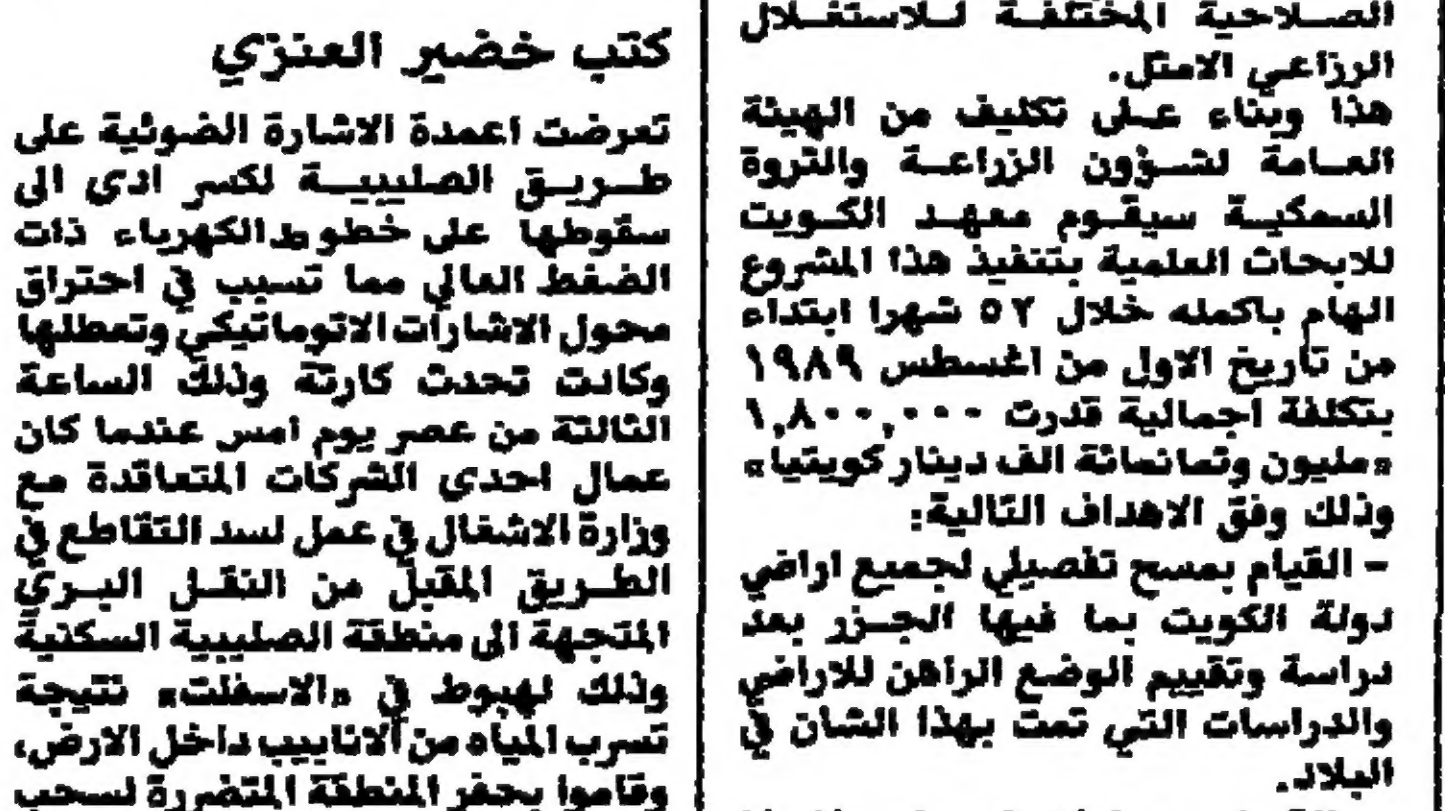 الصلاحية المختلفة للاستغلال
الزراعي الامثل.
هذا وبناء على تكليف من الهيئة
العامة لشؤون الزراعة والثروة
السمكية سيقوم معهد الكويت
للابحاث العلمية بتنفيذ هذا المشروع
الهام باكمله خلال ٥٢ شهرا ابتداء
من تاريخ الاول من اغسطس ١٩٨٩
بتكلفة اجمالية قدرت ١,٨٠٠,٠٠٠
«مليون وثمانمائة الف دينار كويتيا»
وذلك وفق الاهداف التالية:
- القيام بمسح تفصيلي لجميع اراضي
دولة الكويت بما فيها الجزر بعد
دراسة وتقييم الوضع الراهن للاراضي
والدراسات التي تمت بهذا الشان في
البلاد.
كتب خضير العنزي
تعرضت اعمدة الاشارة الضوئية على
طريق الصليبية لكسر ادى الى
سقوطها على خطوط الكهرباء ذات
الضغط العالي مما تسبب في احتراق
محول الاشارات الاتوماتيكي وتعطلها
وكانت تحدث كارثة وذلك الساعة
الثالثة من عصر يوم امس عندما كان
عمال احدى الشركات المتعاقدة مع
وزارة الاشغال في عمل لسد التقاطع في
الطريق المقبل من النقل البري
المتجهة الى منطقة الصليبية السكنية
وذلك لهبوط في «الاسفلت» نتيجة
تسرب المياه من الانابيب داخل الارض،
وقاموا بحفر المنطقة المتضررة لسحب